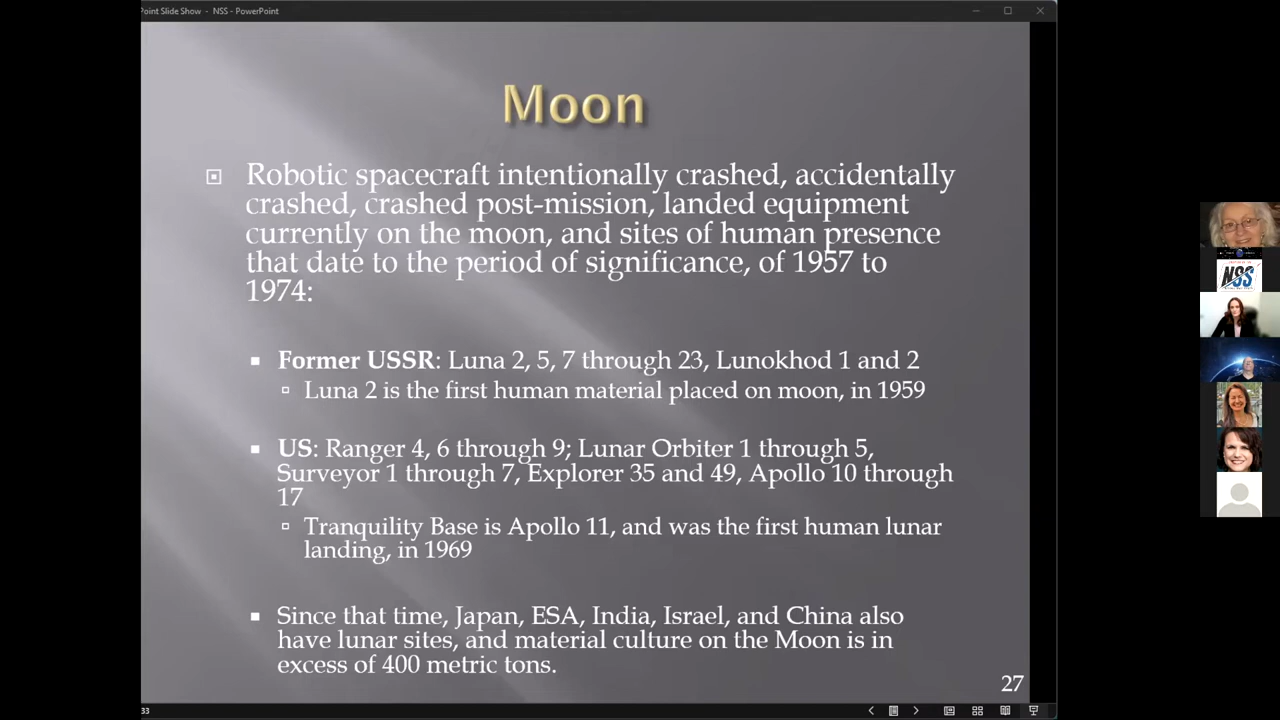 Point Slide Show - NSS - PowerPoint
Moon
Robotic spacecraft intentionally crashed, accidentally
crashed, crashed post-mission, landed equipment
currently on the moon, and sites of human presence
that date to the period of significance, of 1957 to
1974:
Former USSR: Luna 2, 5, 7 through 23, Lunokhod 1 and 2
Luna 2 is the first human material placed on moon, in 1959
US: Ranger 4, 6 through 9; Lunar Orbiter 1 through 5,
Surveyor 1 through 7, Explorer 35 and 49, Apollo 10 through
17
Tranquility Base is Apollo 11, and was the first human lunar
landing, in 1969
Since that time, Japan, ESA, India, Israel, and China also
have lunar sites, and material culture on the Moon is in
excess of 400 metric tons.
27
33
NSS